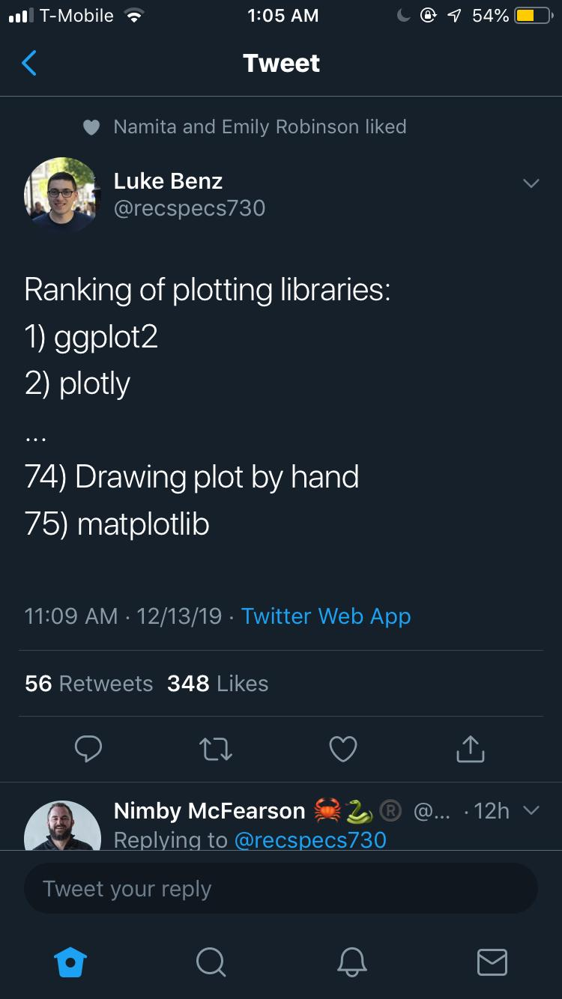 T-Mobile 1:05 AM 54%
Tweet
Namita and Emily Robinson liked
Luke Benz
@recspecs730
Ranking of plotting libraries:
1) ggplot2
2) plotly
...
74) Drawing plot by hand
75) matplotlib
11:09 AM · 12/13/19 · Twitter Web App
56 Retweets 348 Likes
Nimby McFearson 🦀🐍®️ @... · 12h
Replying to @recspecs730
Tweet your reply